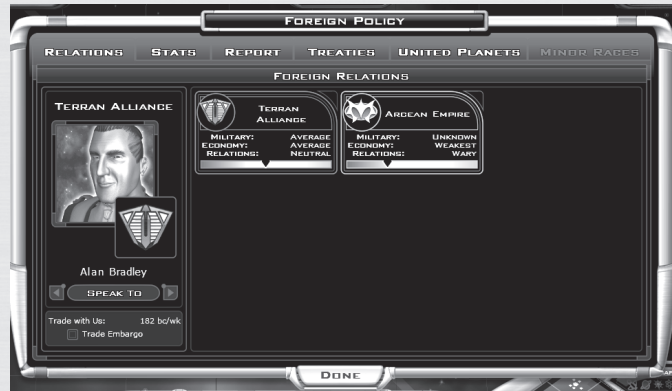 FOREIGN POLICY
RELATIONS STATS REPORT TREATIES UNITED PLANETS MINOR RACES
FOREIGN RELATIONS
TERRAN ALLIANCE
Alan Bradley
SPEAK TO
Trade with Us: 182 bc/wk
Trade Embargo
TERRAN
ALLIANCE
MILITARY: AVERAGE
ECONOMY: AVERAGE
RELATIONS: NEUTRAL
ARCEAN EMPIRE
MILITARY: UNKNOWN
ECONOMY: WEAKEST
RELATIONS: WARY
DONE